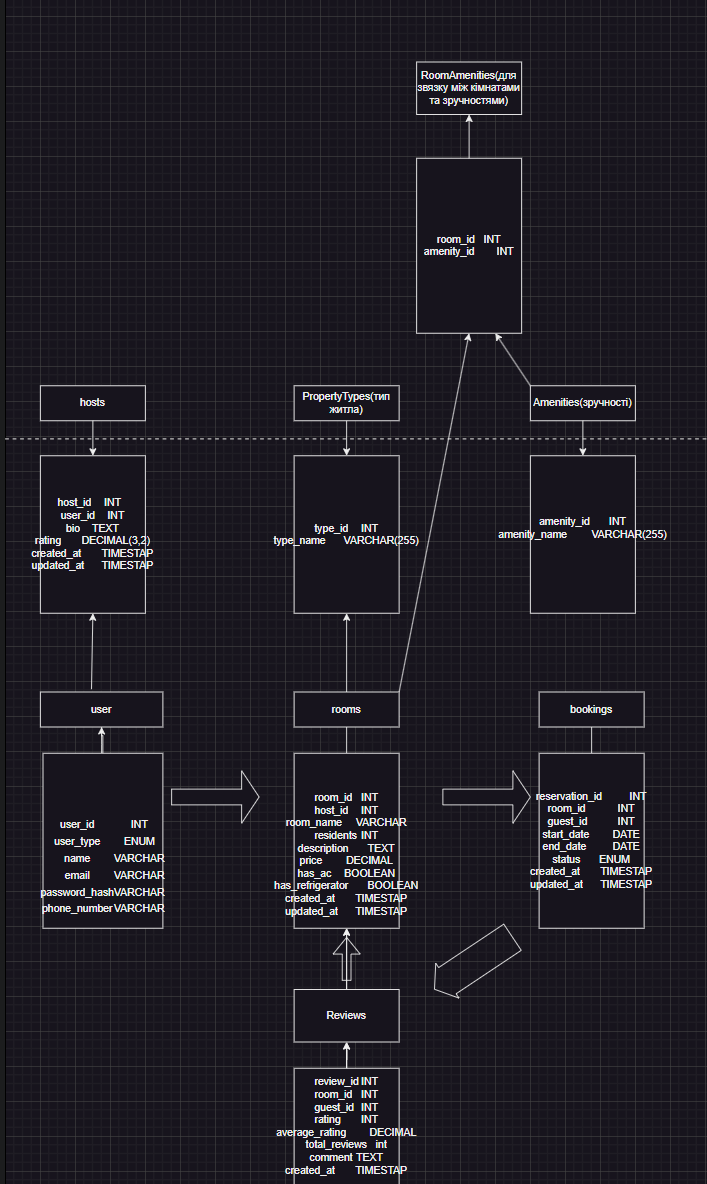 RoomAmenities(для
звязку між кімнатами
та зручностями)
room_id INT
amenity_id INT
hosts
PropertyTypes(тип
житла)
Amenities(зручності)
host_id INT
user_id INT
bio TEXT
rating DECIMAL(3,2)
created_at TIMESTAP
updated_at TIMESTAP
type_id INT
type_name VARCHAR(255)
amenity_id INT
amenity_name VARCHAR(255)
user
rooms
bookings
user_id INT
user_type ENUM
name VARCHAR
email VARCHAR
password_hash VARCHAR
phone_number VARCHAR
room_id INT
host_id INT
room_name VARCHAR
residents INT
description TEXT
price DECIMAL
has_ac BOOLEAN
has_refrigerator BOOLEAN
created_at TIMESTAP
updated_at TIMESTAP
reservation_id INT
room_id INT
guest_id INT
start_date DATE
end_date DATE
status ENUM
created_at TIMESTAP
updated_at TIMESTAP
Reviews
review_id INT
room_id INT
guest_id INT
rating INT
average_rating DECIMAL
total_reviews int
comment TEXT
created_at TIMESTAP